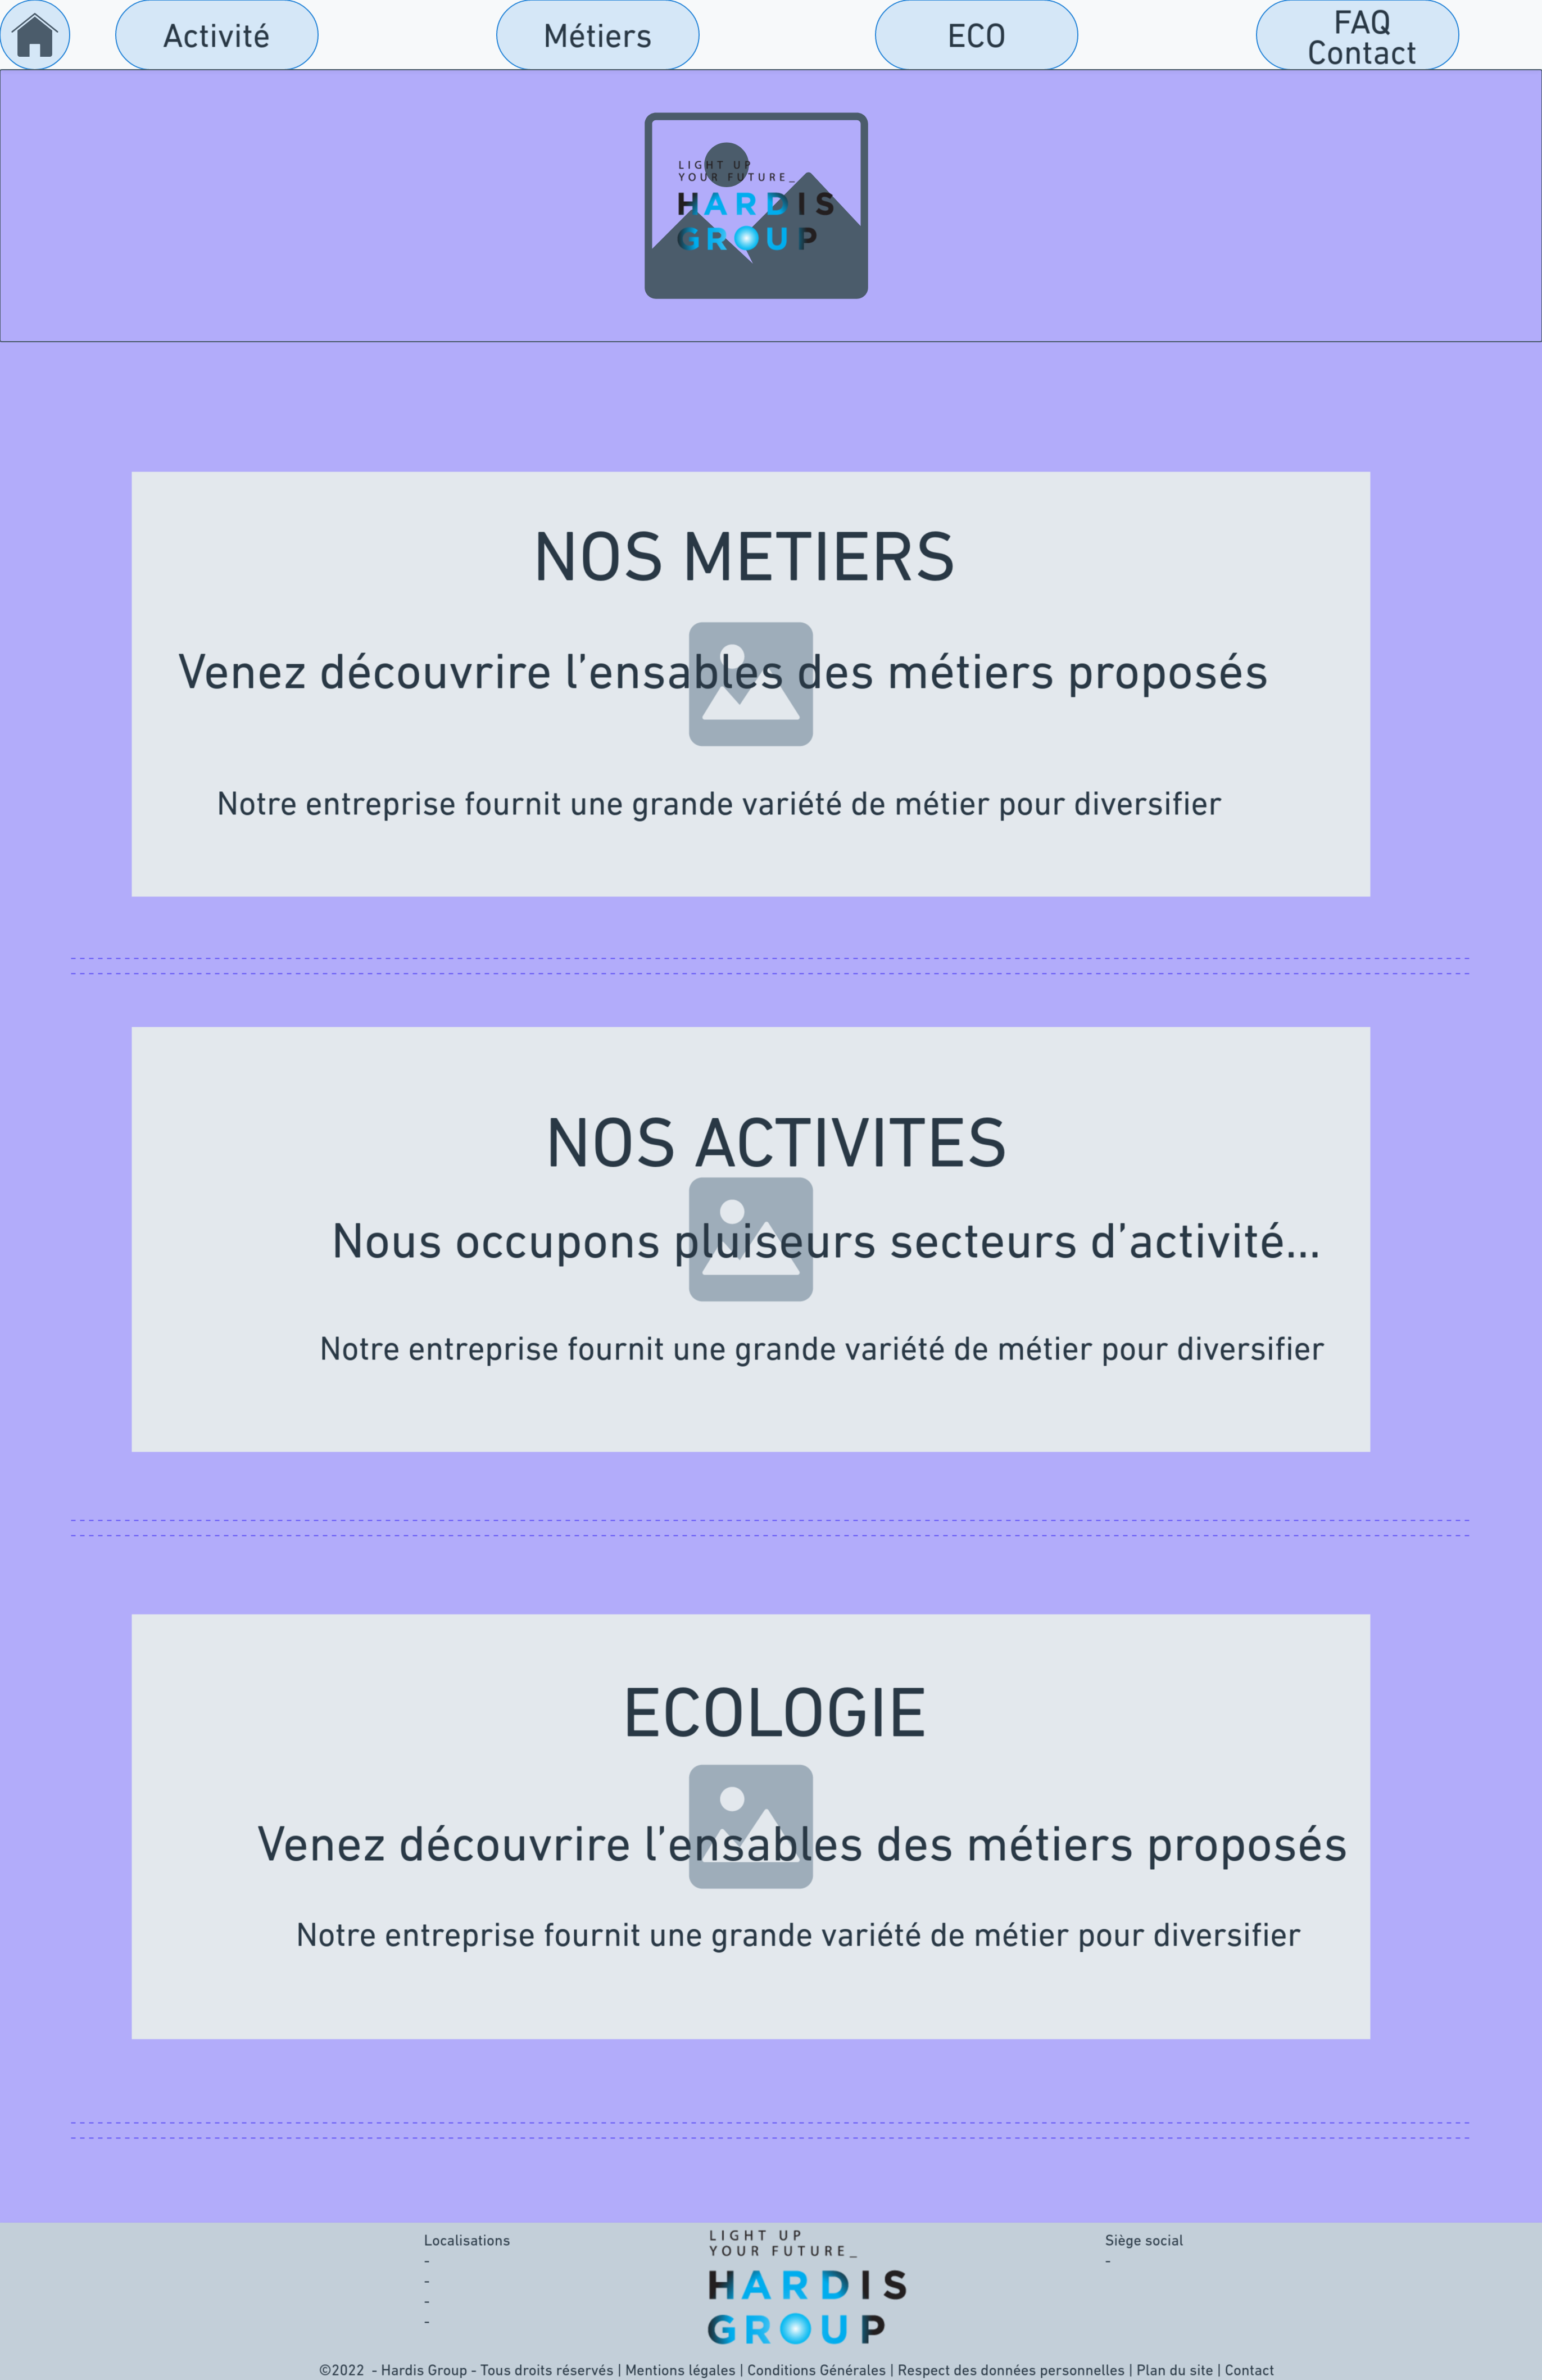 Activité
Métiers
ECO
FAQ
Contact
LIGHT UP
YOUR FUTURE_
HARDIS
GROUP
NOS METIERS
Venez découvrire l’ensables des métiers proposés
Notre entreprise fournit une grande variété de métier pour diversifier
NOS ACTIVITES
Nous occupons pluiseurs secteurs d’activité...
Notre entreprise fournit une grande variété de métier pour diversifier
ECOLOGIE
Venez découvrire l’ensables des métiers proposés
Notre entreprise fournit une grande variété de métier pour diversifier
Localisations
-
-
-
-
LIGHT UP
YOUR FUTURE_
HARDIS
GROUP
Siège social
-
©2022 - Hardis Group - Tous droits réservés | Mentions légales | Conditions Générales | Respect des données personnelles | Plan du site | Contact